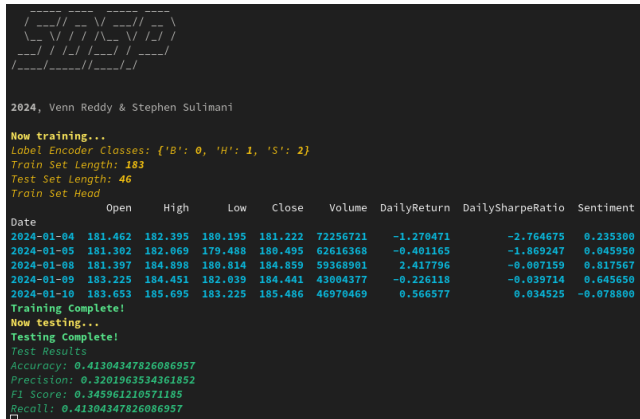 2024, Venn Reddy & Stephen Sulimani
Now training...
Label Encoder Classes: {'B': 0, 'H': 1, 'S': 2}
Train Set Length: 183
Test Set Length: 46
Train Set Head
Open High Low Close Volume DailyReturn DailySharpeRatio Sentiment
Date
2024-01-04 181.462 182.395 180.195 181.222 72256721 -1.270471 -2.764675 0.235300
2024-01-05 181.302 182.069 179.488 180.495 62616368 -0.401165 -1.869247 0.045950
2024-01-08 181.397 184.898 180.814 184.859 59368901 2.417796 -0.007159 0.817567
2024-01-09 183.225 184.451 182.039 184.441 43004377 -0.226118 -0.039714 0.645650
2024-01-10 183.653 185.695 183.225 185.486 46970469 0.566577 0.034525 -0.078800
Training Complete!
Now testing...
Testing Complete!
Test Results
Accuracy: 0.41304347826086957
Precision: 0.3201963534361852
F1 Score: 0.345961210571185
Recall: 0.41304347826086957